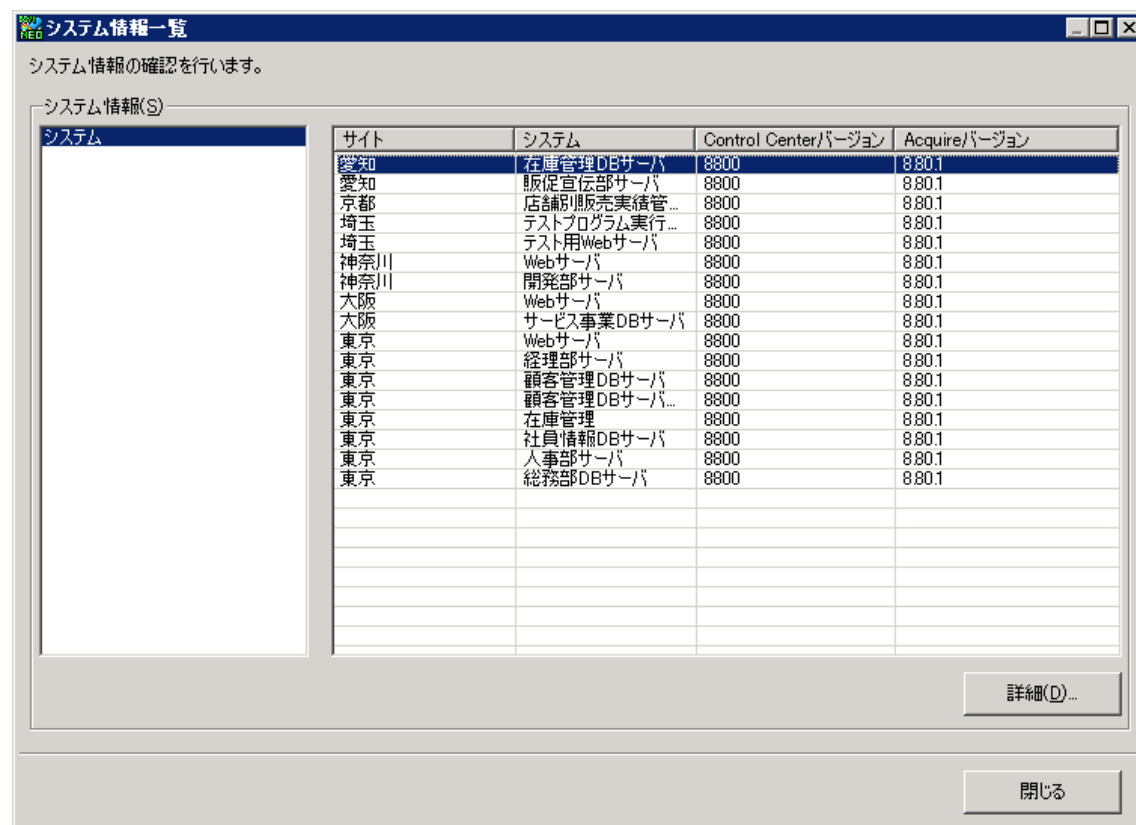 システム情報一覧
システム情報の確認を行います。
システム情報(S)
システム
サイト システム Control Centerバージョン Acquireバージョン
愛知 在庫管理DBサーバ 8800 8.80.1
愛知 販促宣伝部サーバ 8800 8.80.1
京都 店舗別販売実績管... 8800 8.80.1
埼玉 テストプログラム実行... 8800 8.80.1
埼玉 テスト用Webサーバ 8800 8.80.1
神奈川 Webサーバ 8800 8.80.1
神奈川 開発部サーバ 8800 8.80.1
大阪 Webサーバ 8800 8.80.1
大阪 サービス事業DBサーバ 8800 8.80.1
東京 Webサーバ 8800 8.80.1
東京 経理部サーバ 8800 8.80.1
東京 顧客管理DBサーバ 8800 8.80.1
東京 顧客管理DBサーバ... 8800 8.80.1
東京 在庫管理 8800 8.80.1
東京 社員情報DBサーバ 8800 8.80.1
東京 人事部サーバ 8800 8.80.1
東京 総務部DBサーバ 8800 8.80.1
詳細(D)...
閉じる